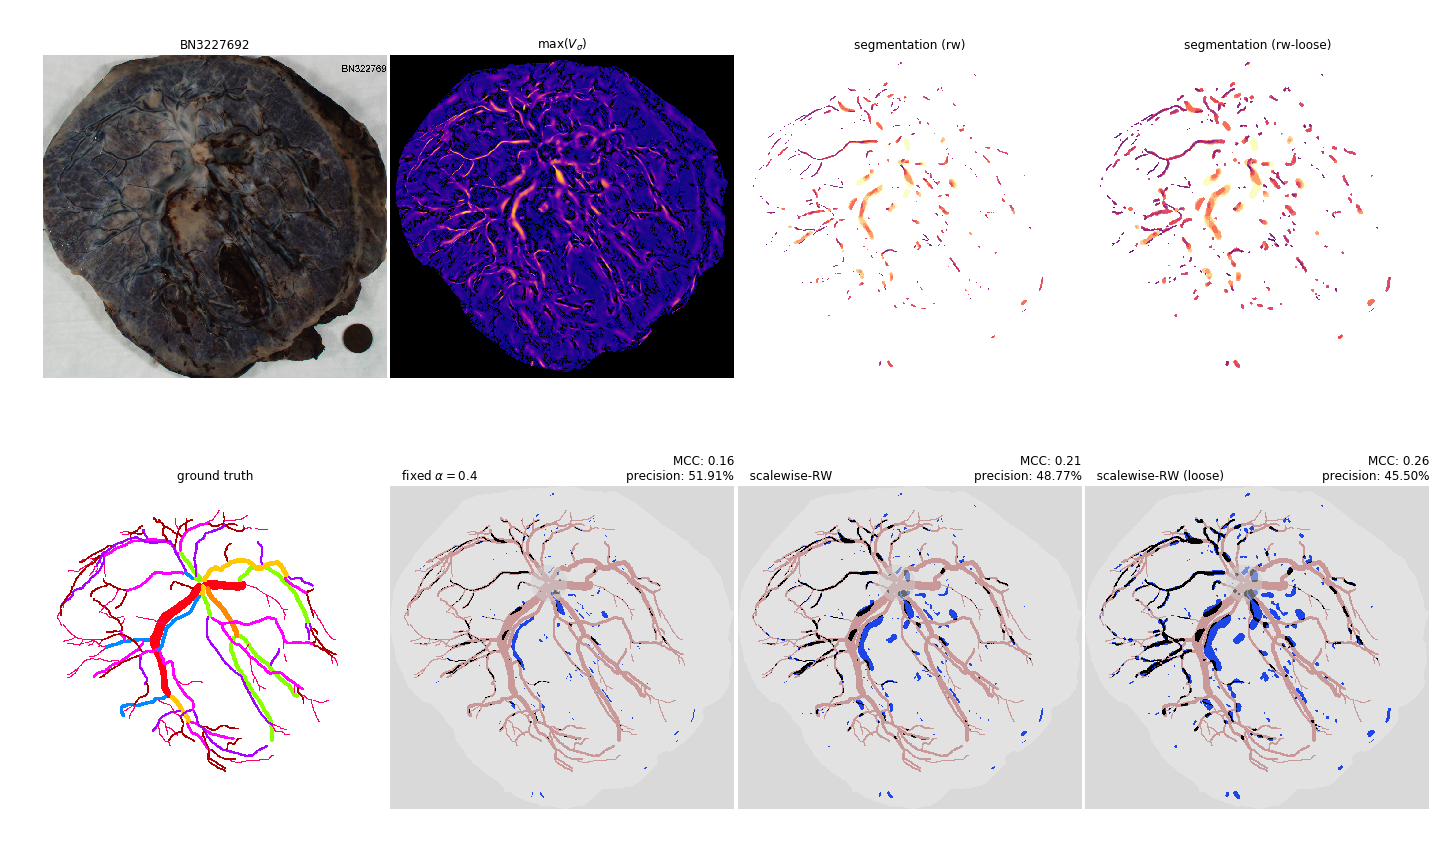 BN3227692
max(Vσ)
segmentation (rw)
segmentation (rw-loose)
BN322769
ground truth
fixed α = 0.4
MCC: 0.16
precision: 51.91%
scalewise-RW
MCC: 0.21
precision: 48.77%
scalewise-RW (loose)
MCC: 0.26
precision: 45.50%